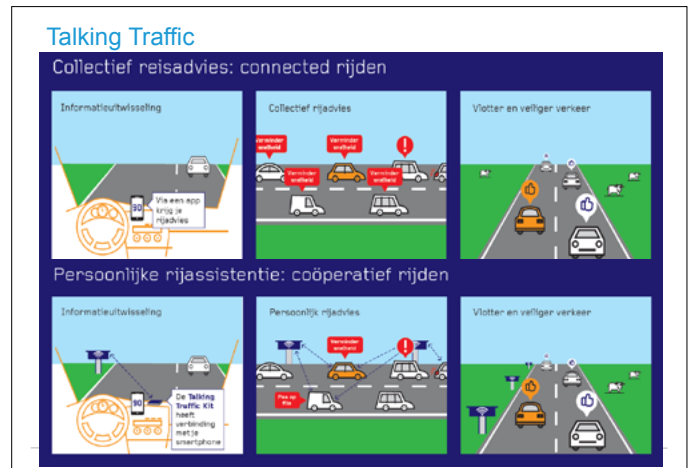 Talking Traffic
Collectief reisadvies: connected rijden
Informatieuitwisseling
Collectief rijadvies
Vlotter en veiliger verkeer
90
Via een app
krijg je
rijadvies
Verminder
snelheid
Verminder
snelheid
Verminder
snelheid
Verminder
snelheid
!
Persoonlijke rijassistentie: coöperatief rijden
Informatieuitwisseling
Persoonlijk rijadvies
Vlotter en veiliger verkeer
90
De Talking
Traffic Kit
heeft
verbinding
met je
smartphone
Verminder
snelheid
!
Pas op
file